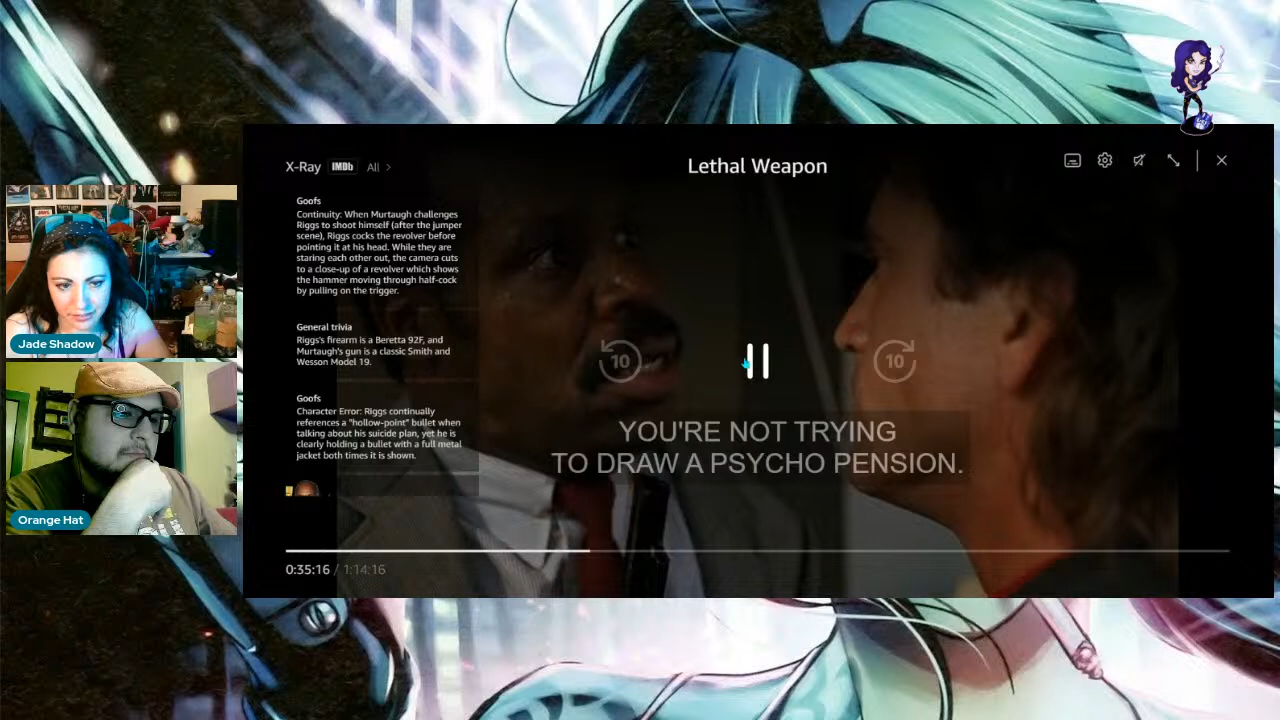 X-Ray IMDb All >
Lethal Weapon
Goofs
Continuity: When Murtaugh challenges
Riggs to shoot himself (after the jumper
scene), Riggs cocks the revolver before
pointing it at his head. While they are
staring each other out, the camera cuts
to a close-up of a revolver which shows
the hammer moving through half-cock
by pulling on the trigger.
General trivia
Riggs's firearm is a Beretta 92F, and
Murtaugh's gun is a classic Smith and
Wesson Model 19.
Goofs
Character Error: Riggs continually
references a "hollow-point" bullet when
talking about his suicide plan, yet he is
clearly holding a bullet with a full metal
jacket both times it is shown.
10
10
YOU'RE NOT TRYING
TO DRAW A PSYCHO PENSION.
0:35:16 / 1:14:16
Jade Shadow
Orange Hat